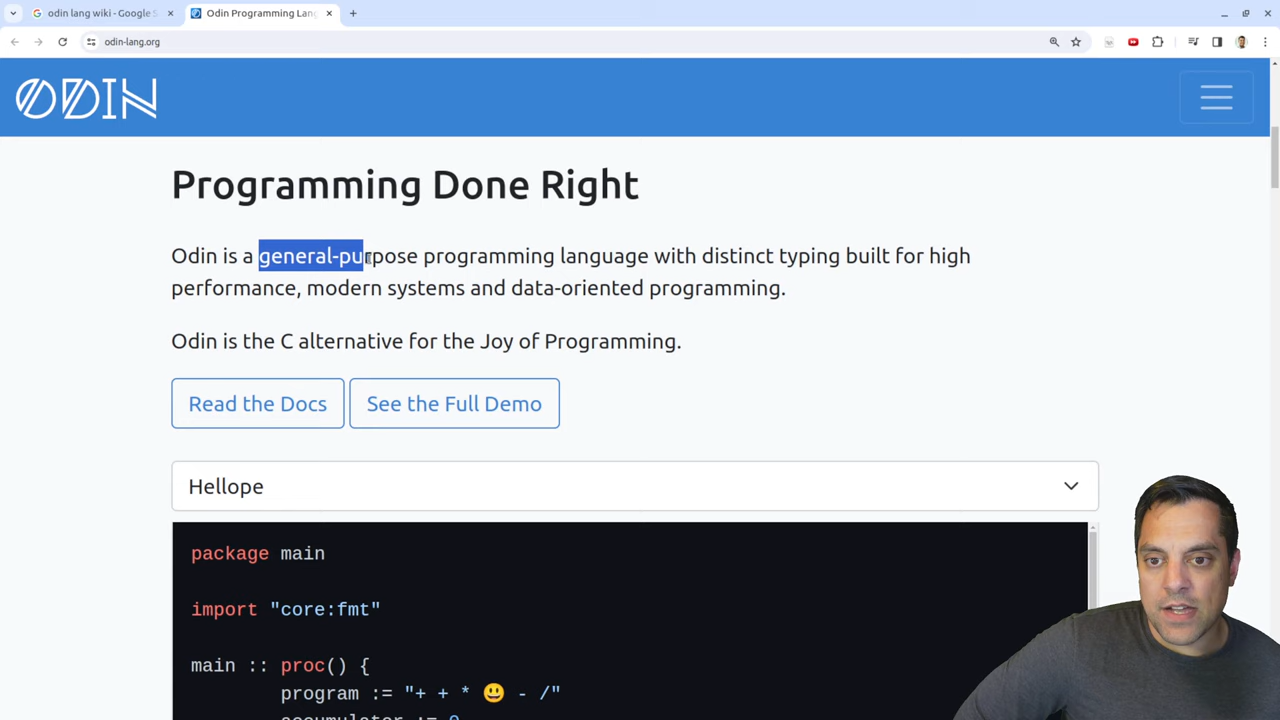 odin lang wiki - Google S
Odin Programming Lang
odin-lang.org
ODIN
Programming Done Right
Odin is a general-purpose programming language with distinct typing built for high
performance, modern systems and data-oriented programming.
Odin is the C alternative for the Joy of Programming.
Read the Docs
See the Full Demo
Hellope
package main
import "core:fmt"
main :: proc() {
program := "+ + * 😃 - /"
accumulator := 0